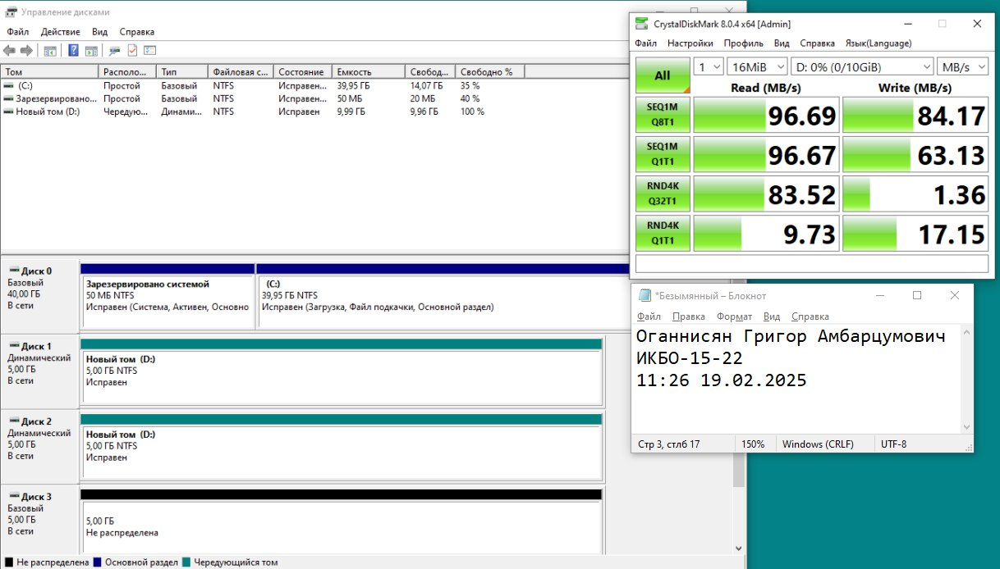 Управление дисками
Файл Действие Вид Справка
Том Располо... Тип Файловая с... Состояние Емкость Свобод... Свободно %
(C:) Простой Базовый NTFS Исправен... 39,95 ГБ 14,07 ГБ 35 %
Зарезервировано... Простой Базовый NTFS Исправен... 50 МБ 20 МБ 40 %
Новый том (D:) Чередую... Динами... NTFS Исправен 9,99 ГБ 9,96 ГБ 100 %
Диск 0
Базовый
40,00 ГБ
В сети
Зарезервировано системой
50 МБ NTFS
Исправен (Система, Активен, Основно
(C:)
39,95 ГБ NTFS
Исправен (Загрузка, Файл подкачки, Основной раздел)
Диск 1
Динамический
5,00 ГБ
В сети
Новый том (D:)
5,00 ГБ NTFS
Исправен
Диск 2
Динамический
5,00 ГБ
В сети
Новый том (D:)
5,00 ГБ NTFS
Исправен
Диск 3
Базовый
5,00 ГБ
В сети
5,00 ГБ
Не распределена
Не распределена Основной раздел Чередующийся том
CrystalDiskMark 8.0.4 x64 [Admin]
Файл Настройки Профиль Вид Справка Язык(Language)
All 1 16MiB D: 0% (0/10GiB) MB/s
Read (MB/s) Write (MB/s)
SEQ1M
Q8T1
96.69 84.17
SEQ1M
Q1T1
96.67 63.13
RND4K
Q32T1
83.52 1.36
RND4K
Q1T1
9.73 17.15
*Безымянный – Блокнот
Файл Правка Формат Вид Справка
Оганнисян Григор Амбарцумович
ИКБО-15-22
11:26 19.02.2025
Стр 3, стлб 17 150% Windows (CRLF) UTF-8